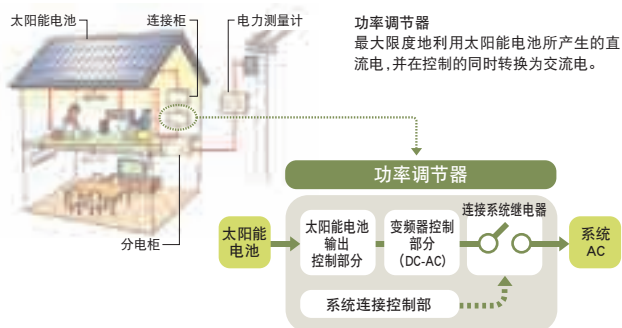 太阳能电池
连接柜
电力测量计
功率调节器
最大限度地利用太阳能电池所产生的直
流电,并在控制的同时转换为交流电。
分电柜
功率调节器
太阳能
电池
太阳能电池
输出
控制部分
变频器控制
部分
(DC-AC)
连接系统继电器
系统
AC
系统连接控制部